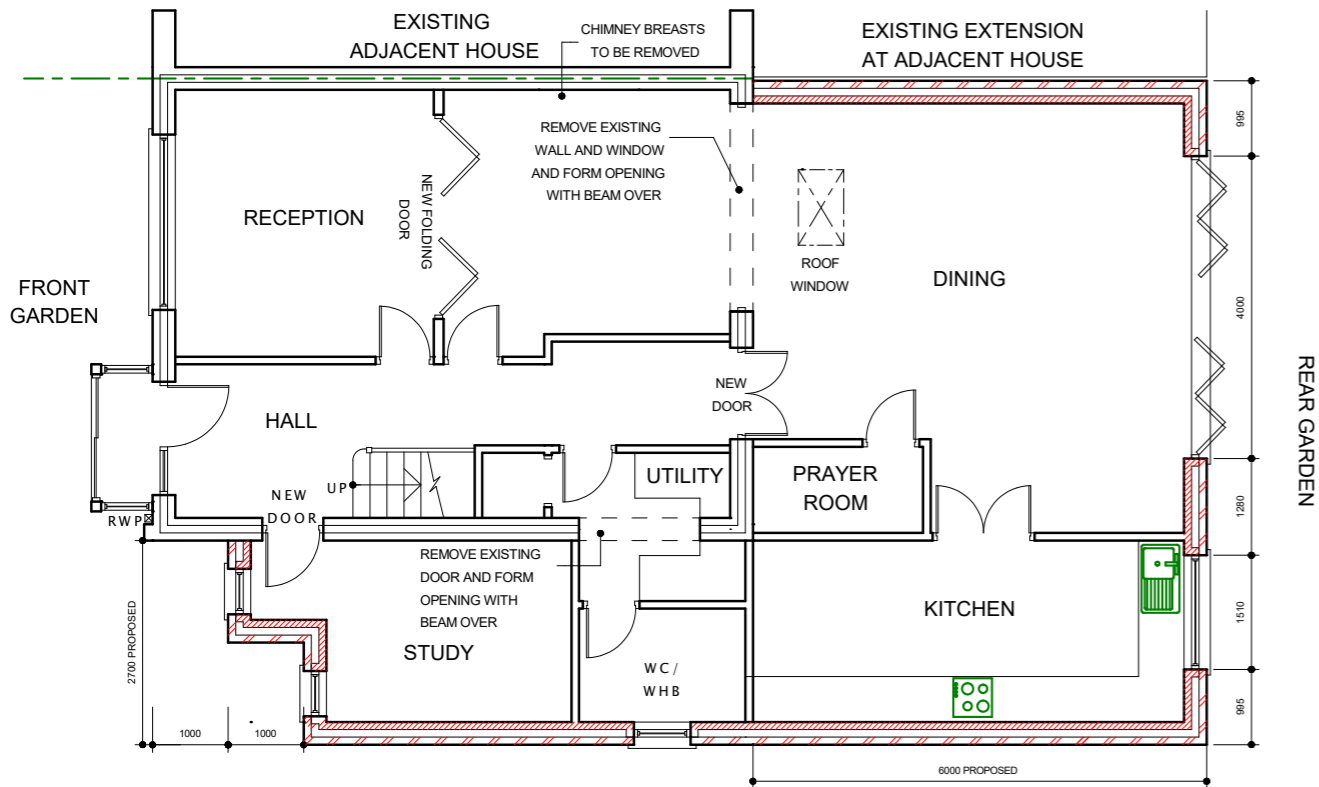 EXISTING
ADJACENT HOUSE
CHIMNEY BREASTS
TO BE REMOVED
EXISTING EXTENSION
AT ADJACENT HOUSE
REMOVE EXISTING
WALL AND WINDOW
AND FORM OPENING
WITH BEAM OVER
995
NEW FOLDING
DOOR
RECEPTION
ROOF
WINDOW
DINING
FRONT
GARDEN
4000
REAR GARDEN
NEW
DOOR
HALL
UP
UTILITY
PRAYER
ROOM
NEW
DOOR
RWP
1280
REMOVE EXISTING
DOOR AND FORM
OPENING WITH
BEAM OVER
KITCHEN
1510
2700 PROPOSED
STUDY
WC/
WHB
995
1000
1000
6000 PROPOSED